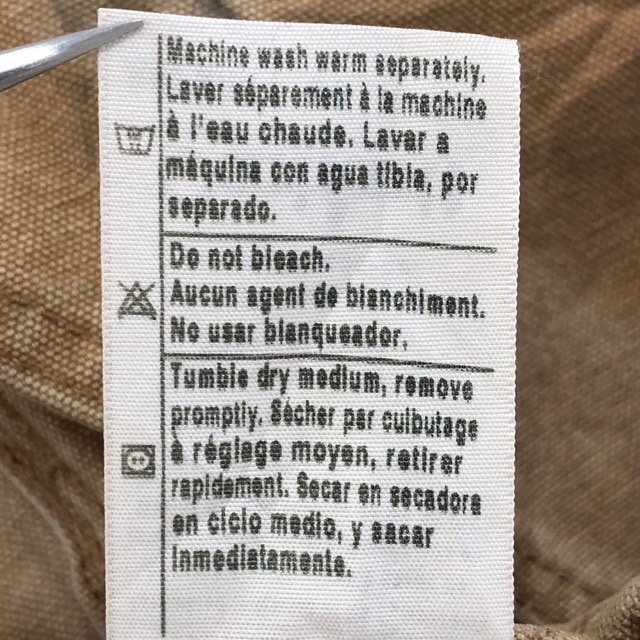 Machine wash warm separately.
Laver séparement à la machine
à l'eau chaude. Lavar a
máquina con agua tibia, por
separado.
Do not bleach.
Aucun agent de blanchiment.
No usar blanqueador.
Tumble dry medium, remove
promptly. Sécher par culbutage
à réglage moyen, retirer
rapidement. Secar en secadora
en ciclo medio, y sacar
inmediatamente.